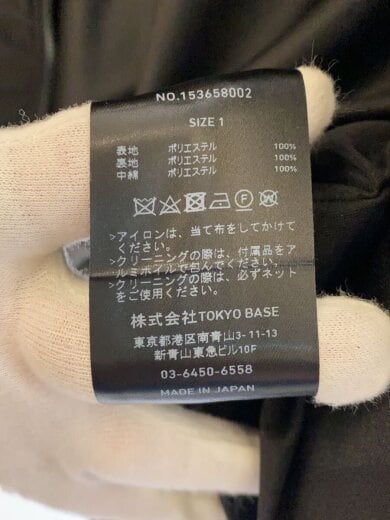 NO.153658002
SIZE 1
表地 ポリエステル 100%
裏地 ポリエステル 100%
中綿 ポリエステル 100%
>アイロンは、当て布をしてかけて
ください。
>クリーニングの際は、付属品をア
ルミホイルで包んでください。
>クリーニングの際は、必ずネット
をご使用ください。
株式会社TOKYO BASE
東京都港区南青山3-11-13
新青山東急ビル10F
03-6450-6558
MADE IN JAPAN